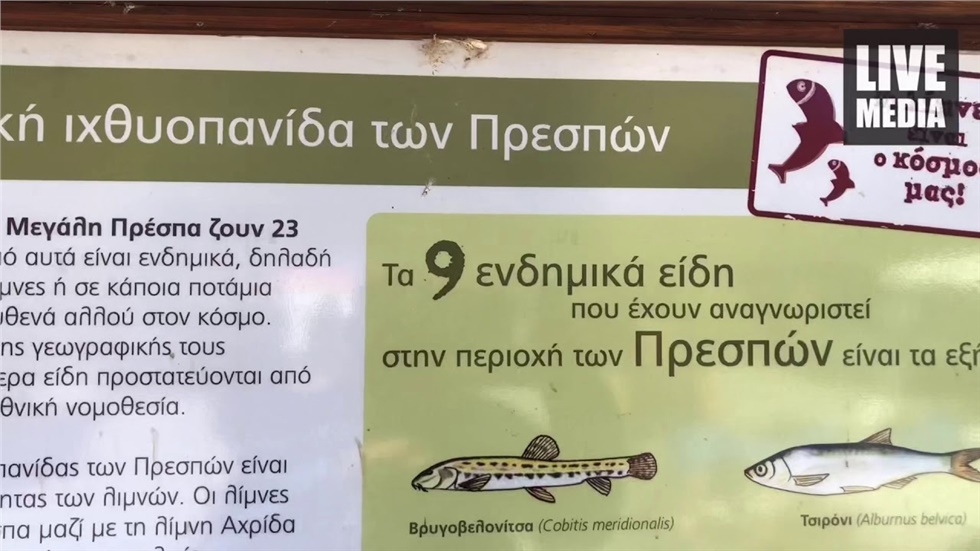 κή ιχθυοπανίδα των Πρεσπών
LIVE
MEDIA
είναι
ο κόσμο
μας!
Μεγάλη Πρέσπα ζουν 23
ό αυτά είναι ενδημικά, δηλαδή
μνες ή σε κάποια ποτάμια
υθενά αλλού στον κόσμο.
ης γεωγραφικής τους
ερα είδη προστατεύονται από
θνική νομοθεσία.
πανίδας των Πρεσπών είναι
ητας των λιμνών. Οι λίμνες
σπα μαζί με τη λίμνη Αχρίδα
Τα 9 ενδημικά είδη
που έχουν αναγνωριστεί
στην περιοχή των Πρεσπών είναι τα εξή
Βρυγοβελονίτσα (Cobitis meridionalis)
Τσιρόνι (Alburnus belvica)